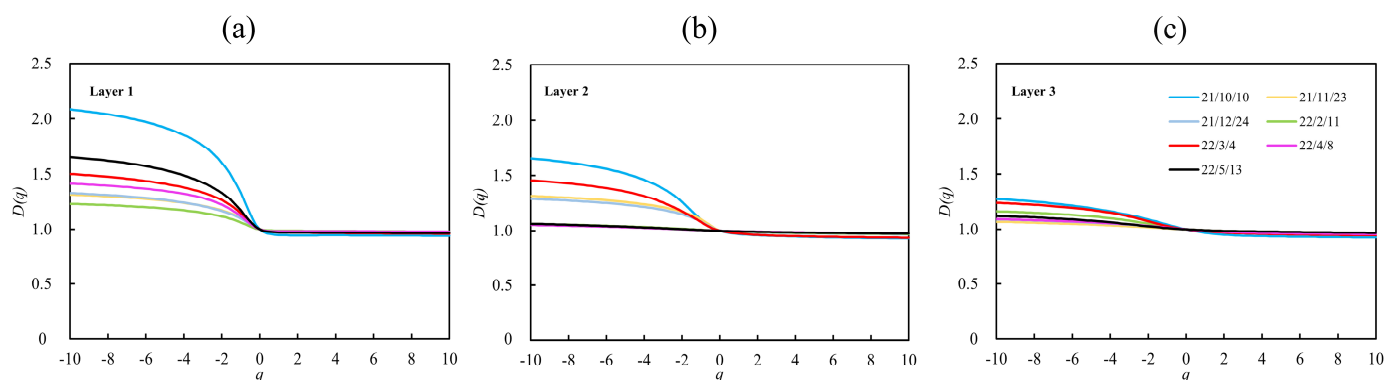 (a)
(b)
(c)
2.5
2.0
1.5
1.0
0.5
0
D(q)
Layer 1
-10 -8 -6 -4 -2 0 2 4 6 8 10
q
2.5
2.0
1.5
1.0
0.5
0
D(q)
Layer 2
-10 -8 -6 -4 -2 0 2 4 6 8 10
q
2.5
2.0
1.5
1.0
0.5
0
D(q)
Layer 3
21/10/10 21/11/23
21/12/24 22/2/11
22/3/4 22/4/8
22/5/13
-10 -8 -6 -4 -2 0 2 4 6 8 10
q